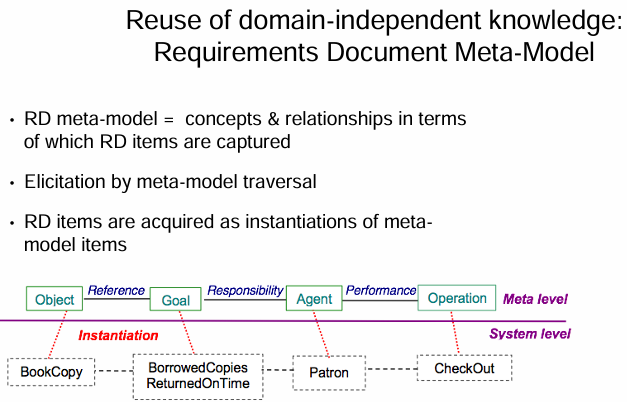 Reuse of domain-independent knowledge:
Requirements Document Meta-Model
• RD meta-model = concepts & relationships in terms
of which RD items are captured
• Elicitation by meta-model traversal
• RD items are acquired as instantiations of meta-
model items
Object Reference Goal Responsibility Agent Performance Operation Meta level
Instantiation System level
BookCopy BorrowedCopies Patron CheckOut
ReturnedOnTime